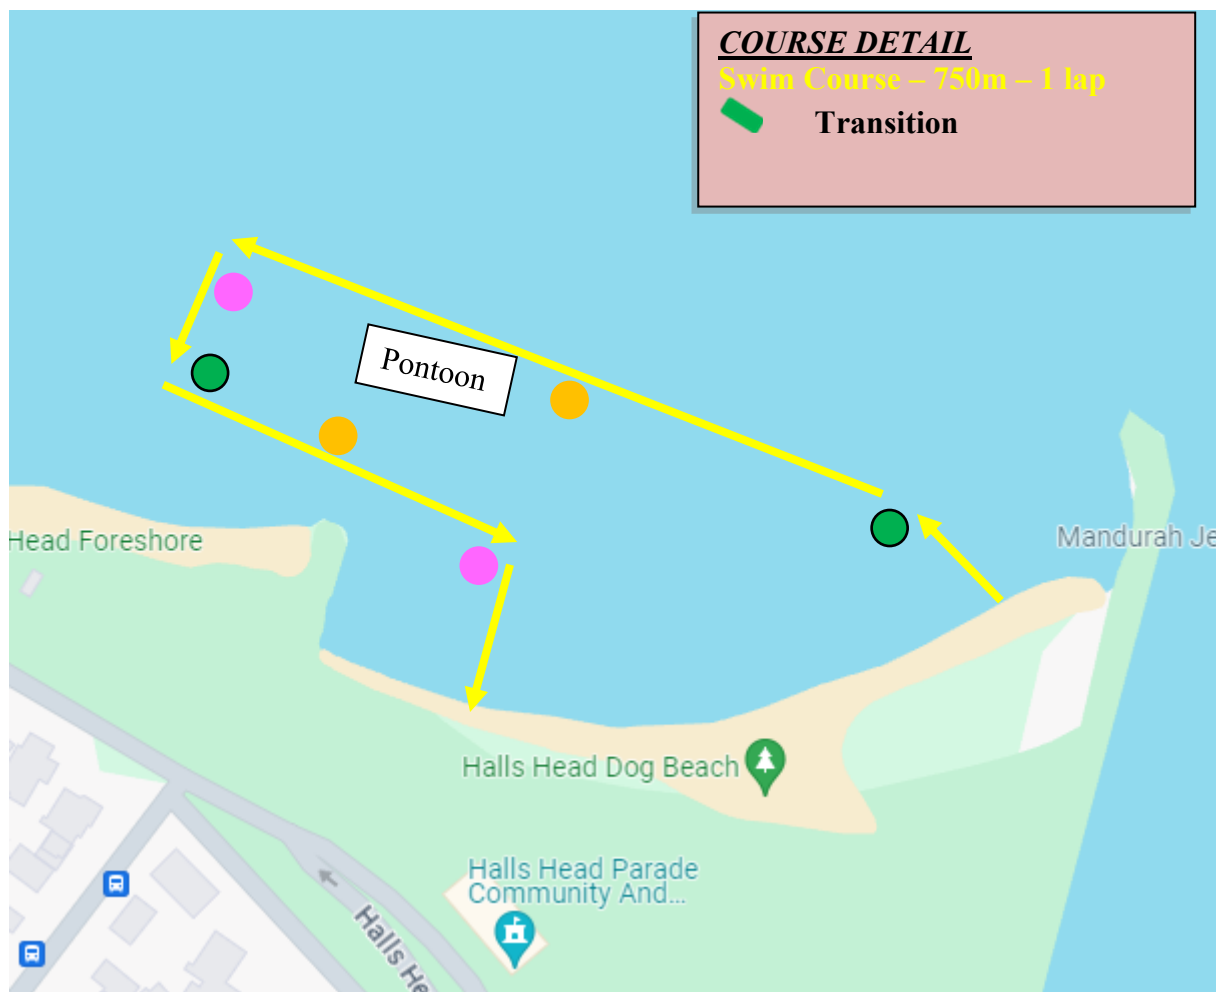 COURSE DETAIL
Swim Course – 750m – 1 lap
Transition
Pontoon
Head Foreshore
Mandurah Je
Halls Head Dog Beach
Halls Head Parade
Community And...
Halls He